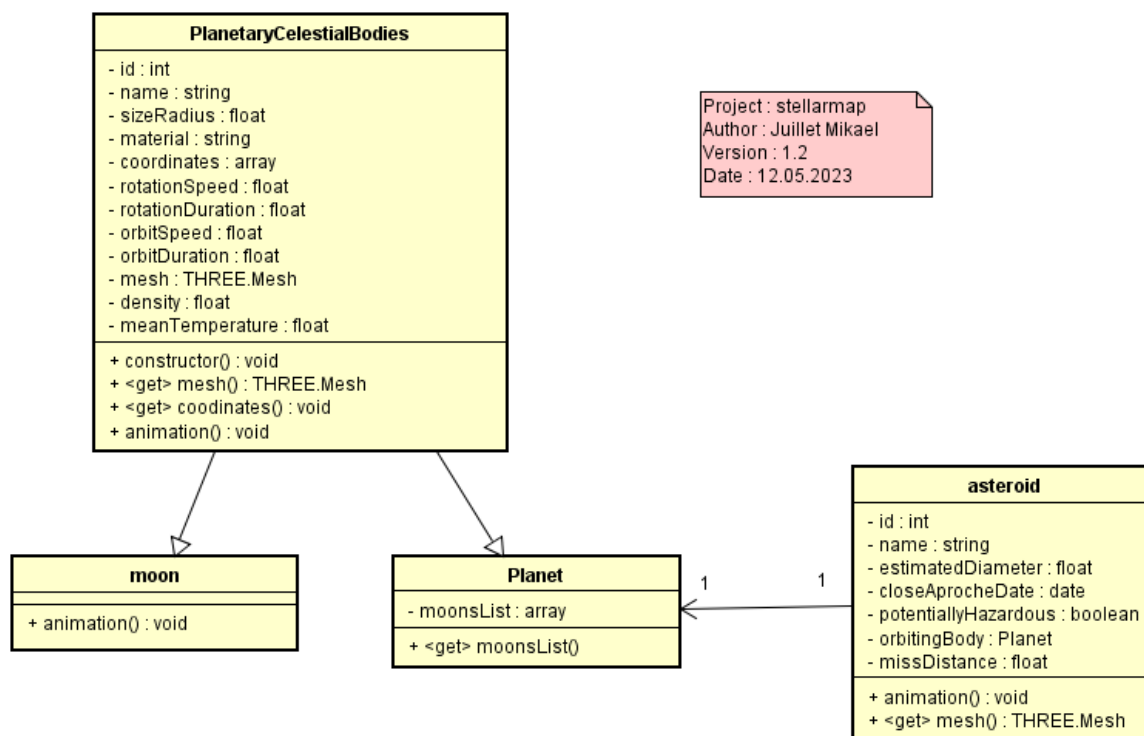 PlanetaryCelestialBodies
- id : int
- name : string
- sizeRadius : float
- material : string
- coordinates : array
- rotationSpeed : float
- rotationDuration : float
- orbitSpeed : float
- orbitDuration : float
- mesh : THREE.Mesh
- density : float
- meanTemperature : float
+ constructor() : void
+ <get> mesh() : THREE.Mesh
+ <get> coodinates() : void
+ animation() : void
Project : stellarmap
Author : Juillet Mikael
Version : 1.2
Date : 12.05.2023
moon
+ animation() : void
Planet
- moonsList : array
+ <get> moonsList()
1
1
asteroid
- id : int
- name : string
- estimatedDiameter : float
- closeAprocheDate : date
- potentiallyHazardous : boolean
- orbitingBody : Planet
- missDistance : float
+ animation() : void
+ <get> mesh() : THREE.Mesh